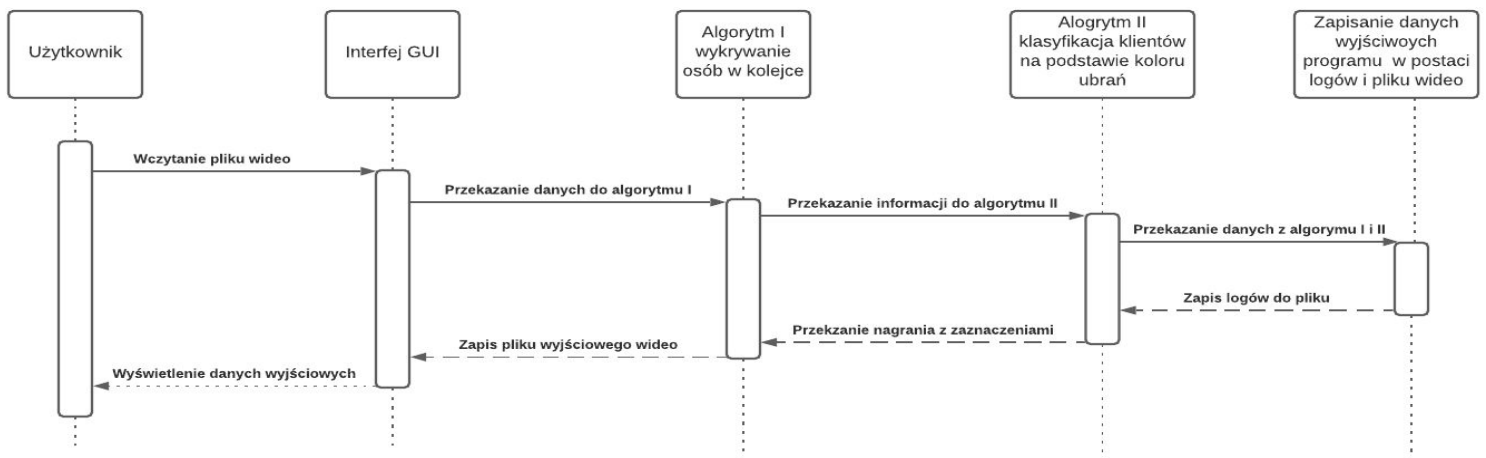 Użytkownik
Interfej GUI
Algorytm I
wykrywanie
osób w kolejce
Alogrytm II
klasyfikacja klientów
na podstawie koloru
ubrań
Zapisanie danych
wyjściwoych
programu w postaci
logów i pliku wideo
Wczytanie pliku wideo
Przekazanie danych do algorytmu I
Przekazanie informacji do algorytmu II
Przekazanie danych z algorymu I i II
Zapis logów do pliku
Przekzanie nagrania z zaznaczeniami
Zapis pliku wyjściowego wideo
Wyświetlenie danych wyjściowych